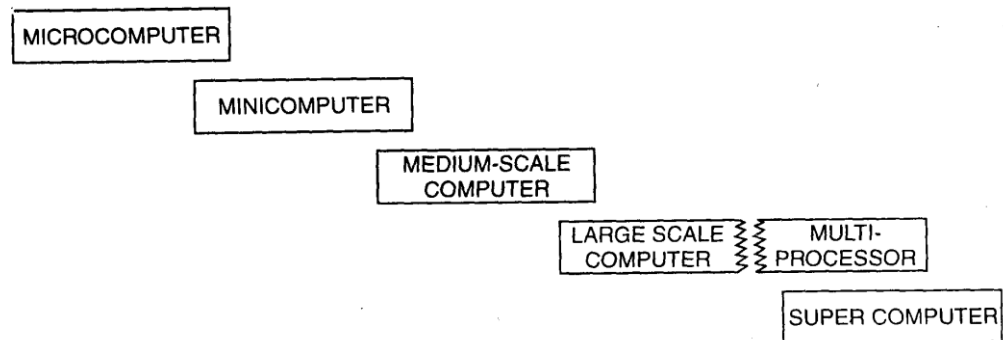 MICROCOMPUTER
MINICOMPUTER
MEDIUM-SCALE
COMPUTER
LARGE SCALE
COMPUTER
MULTI-
PROCESSOR
SUPER COMPUTER